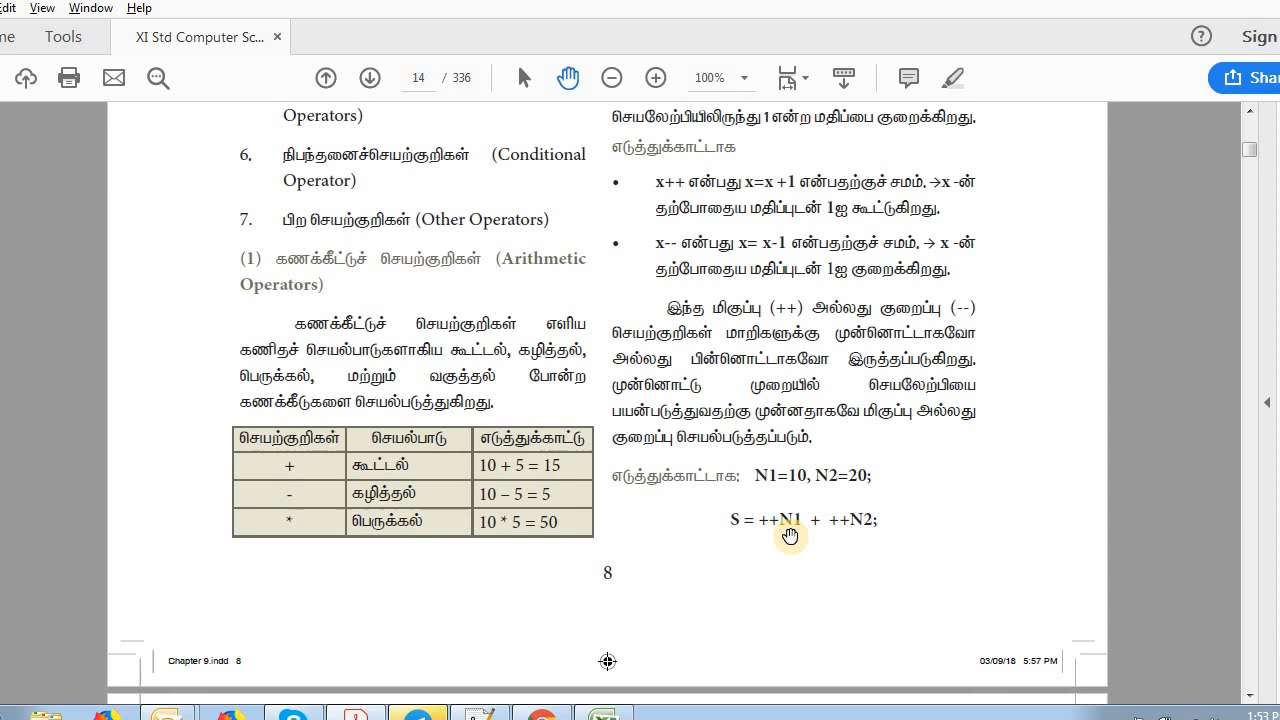 Edit View Window Help
Tools XI Std Computer Sc... ×
? Sign
14 / 336 100%
Operators)
6. நிபந்தனைச்செயற்குறிகள் (Conditional
Operator)
7. பிற செயற்குறிகள் (Other Operators)
(1) கணக்கீட்டுச் செயற்குறிகள் (Arithmetic
Operators)
கணக்கீட்டுச் செயற்குறிகள் எளிய
கணிதச் செயல்பாடுகளாகிய கூட்டல், கழித்தல்,
பெருக்கல், மற்றும் வகுத்தல் போன்ற
கணக்கீடுகளை செயல்படுத்துகிறது.
செயற்குறிகள் செயல்பாடு எடுத்துக்காட்டு
+ கூட்டல் 10 + 5 = 15
- கழித்தல் 10 – 5 = 5
* பெருக்கல் 10 * 5 = 50
செயலேற்பியிலிருந்து 1 என்ற மதிப்பை குறைக்கிறது.
எடுத்துக்காட்டாக
• x++ என்பது x=x +1 என்பதற்குச் சமம். →x -ன்
தற்போதைய மதிப்புடன் 1ஐ கூட்டுகிறது.
• x-- என்பது x= x-1 என்பதற்குச் சமம். → x -ன்
தற்போதைய மதிப்புடன் 1ஐ குறைக்கிறது.
இந்த மிகுப்பு (++) அல்லது குறைப்பு (--)
செயற்குறிகள் மாறிகளுக்கு முன்னொட்டாகவோ
அல்லது பின்னொட்டாகவோ இருத்தப்படுகிறது.
முன்னொட்டு முறையில் செயலேற்பியை
பயன்படுத்துவதற்கு முன்னதாகவே மிகுப்பு அல்லது
குறைப்பு செயல்படுத்தப்படும்.
எடுத்துக்காட்டாக: N1=10, N2=20;
S = ++N1 + ++N2;
8
Chapter 9.indd 8 03/09/18 5:57 PM